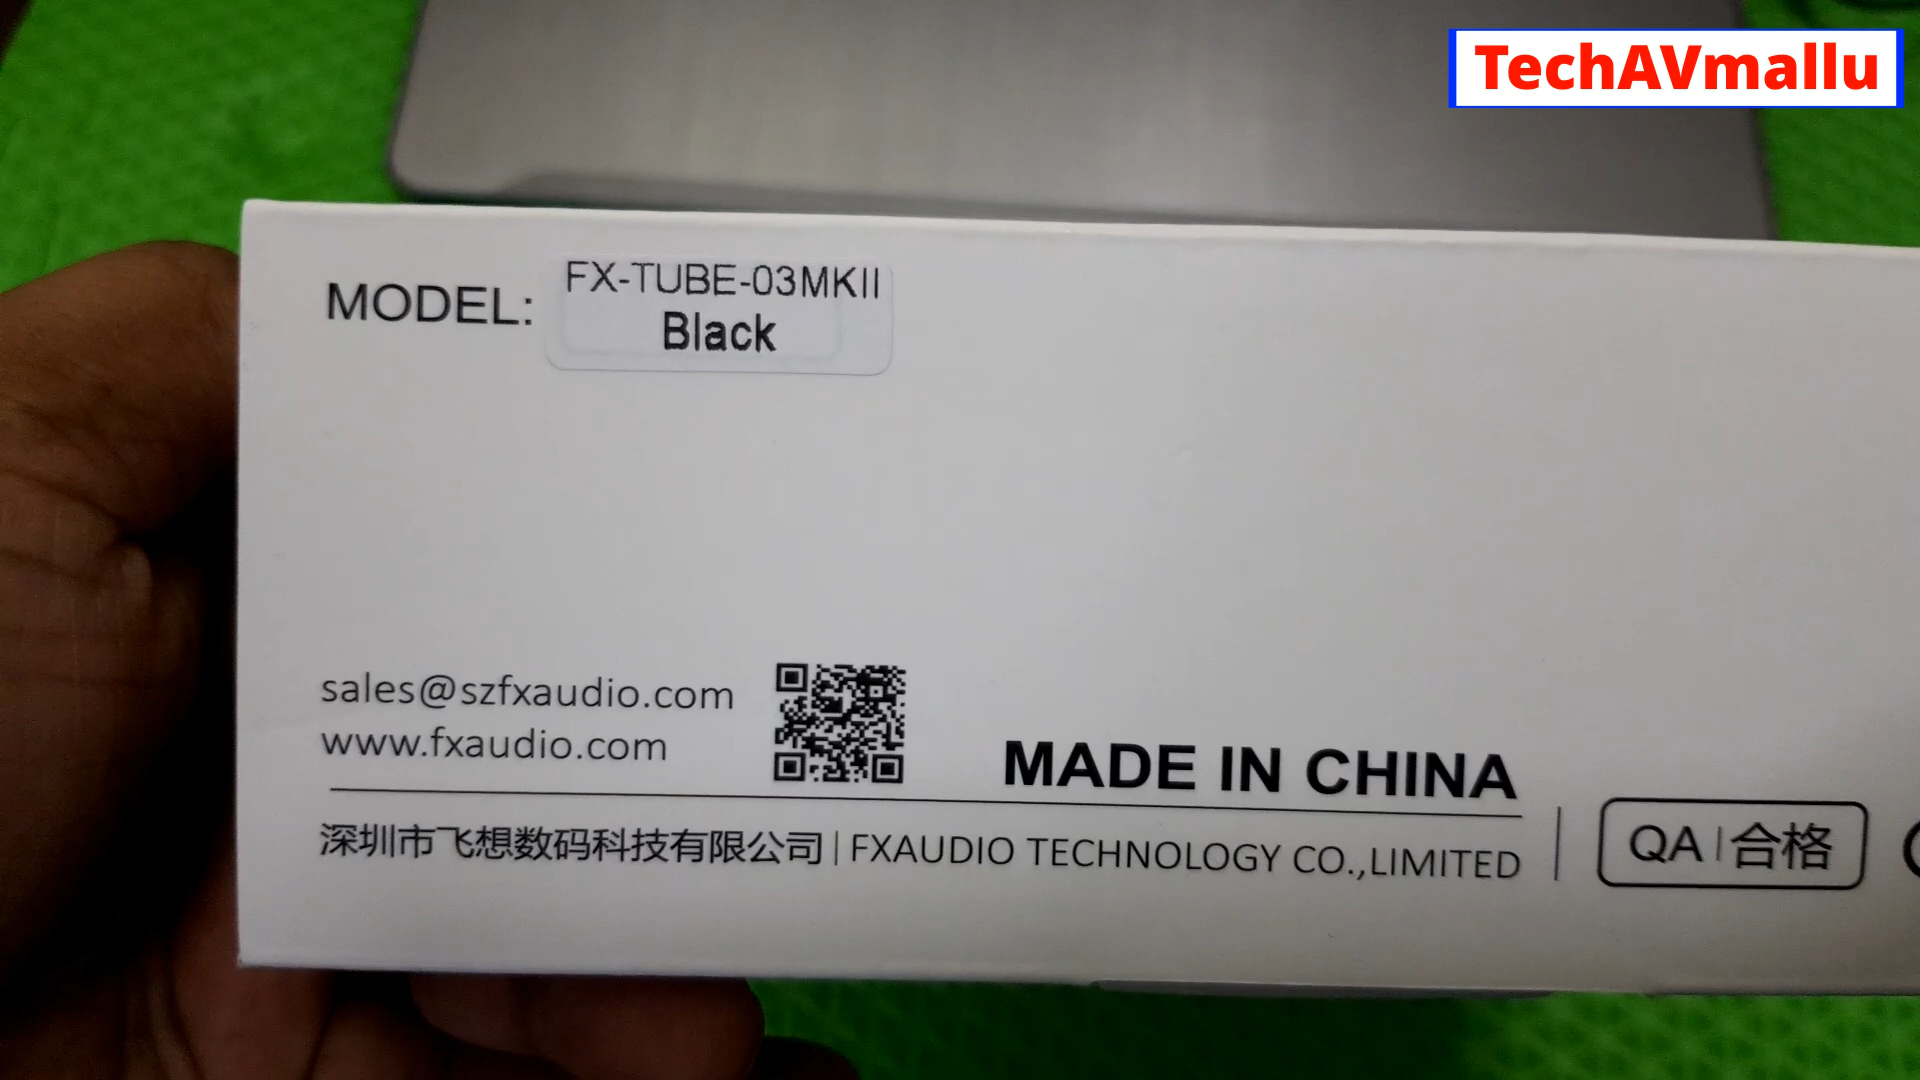 TechAVmallu
MODEL: FX-TUBE-03MKII
Black
sales@szfxaudio.com
www.fxaudio.com
MADE IN CHINA
深圳市飞想数码科技有限公司 | FXAUDIO TECHNOLOGY CO.,LIMITED
QA | 合格